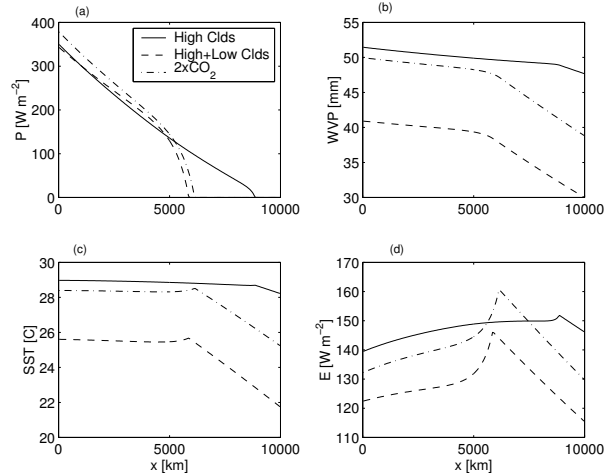 (a)
400
300
200
100
0
P [W m⁻²]
High Clds
High+Low Clds
2xCO₂
0 5000 10000
(b)
60
55
50
45
40
35
30
WVP [mm]
0 5000 10000
(c)
30
28
26
24
22
20
SST [C]
0 5000 10000
x [km]
(d)
170
160
150
140
130
120
110
E [W m⁻²]
0 5000 10000
x [km]